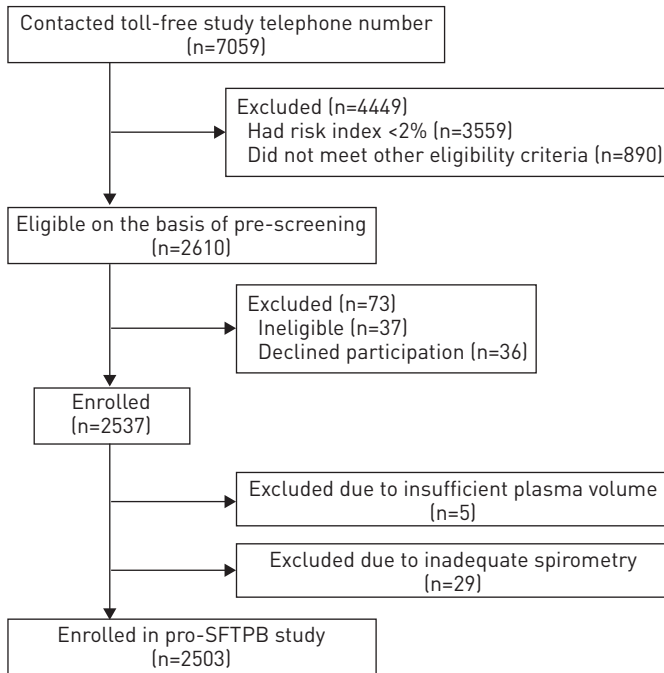 Contacted toll-free study telephone number
(n=7059)
Excluded (n=4449)
Had risk index <2% (n=3559)
Did not meet other eligibility criteria (n=890)
Eligible on the basis of pre-screening
(n=2610)
Excluded (n=73)
Ineligible (n=37)
Declined participation (n=36)
Enrolled
(n=2537)
Excluded due to insufficient plasma volume
(n=5)
Excluded due to inadequate spirometry
(n=29)
Enrolled in pro-SFTPB study
(n=2503)